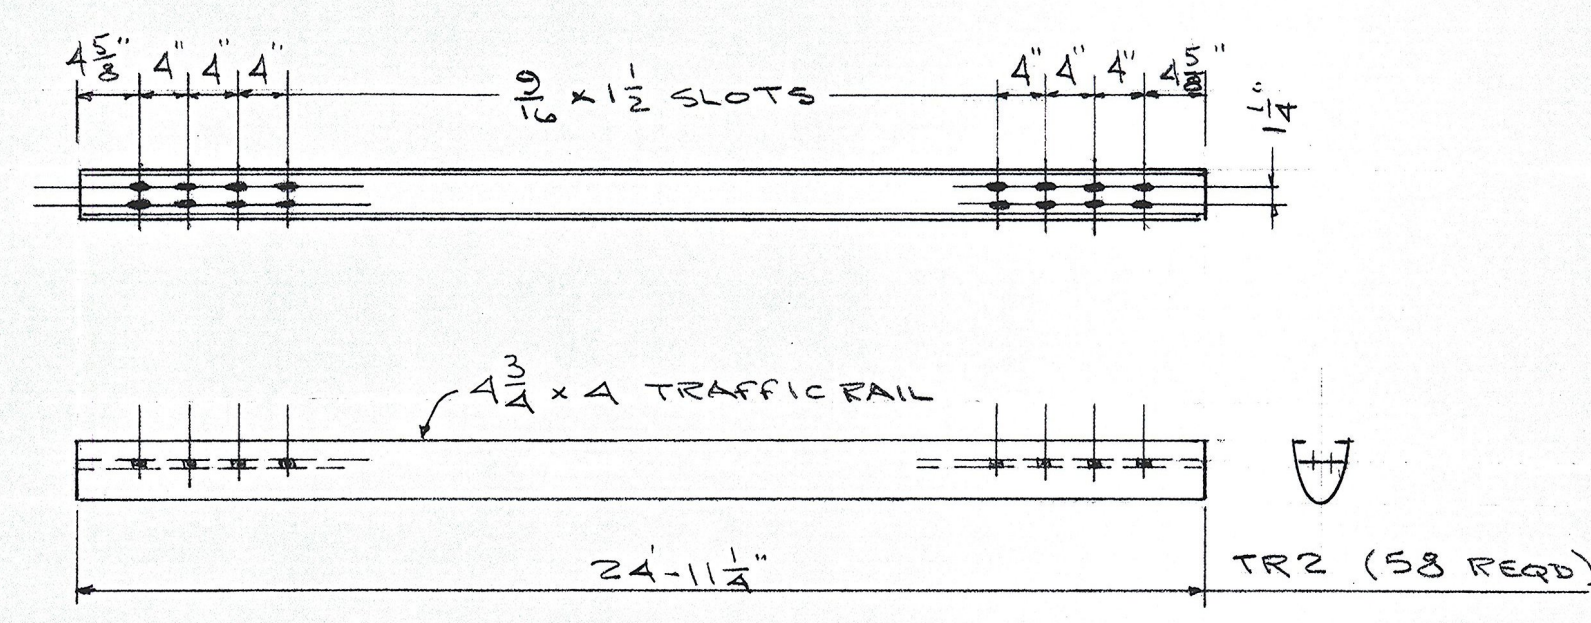 4 5/8" 4" 4" 4" 9/16 x 1 1/2 SLOTS 4" 4" 4" 4 5/8"
1 1/4"
4 3/4 x 4 TRAFFIC RAIL
24'-11 1/4" TR2 (58 REQD)